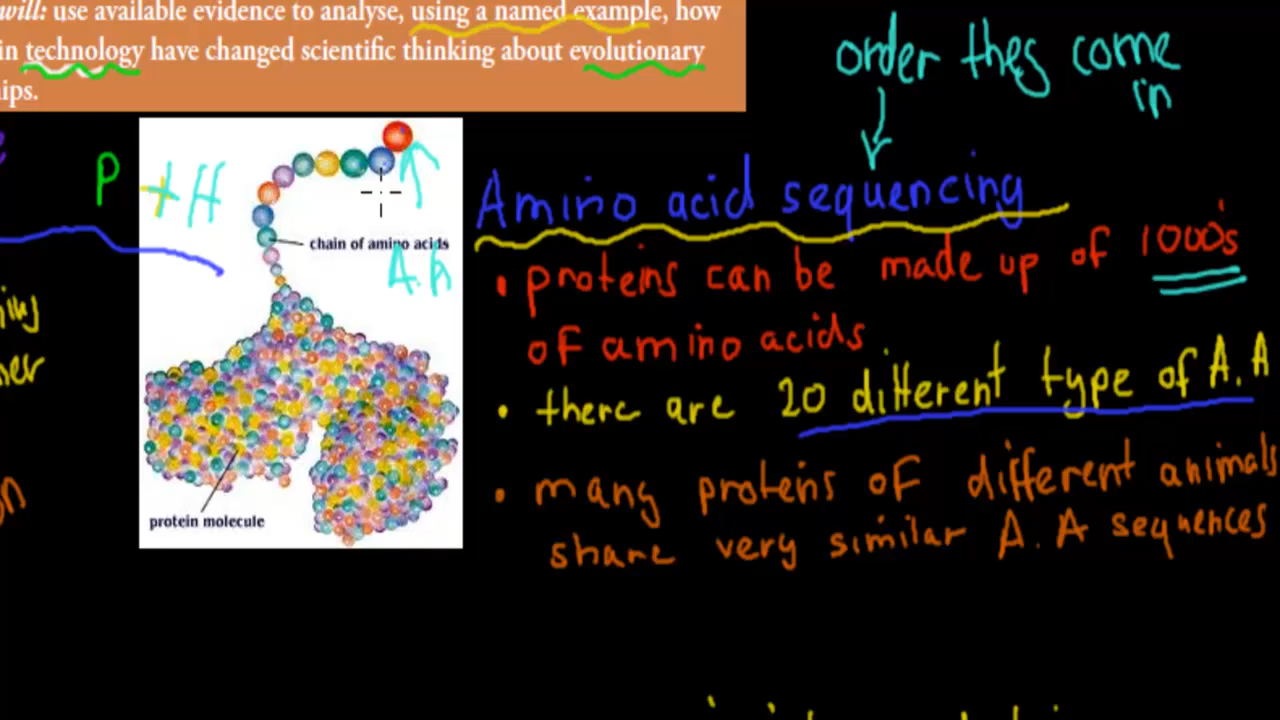 will: use available evidence to analyse, using a named example, how
in technology have changed scientific thinking about evolutionary
ips.
order they come
in
P + H
Amino acid sequencing
chain of amino acids
A.A
• proteins can be made up of 1000's
of amino acids
• there are 20 different type of A.A
• many proteins of different animals
share very similar A.A sequences
protein molecule